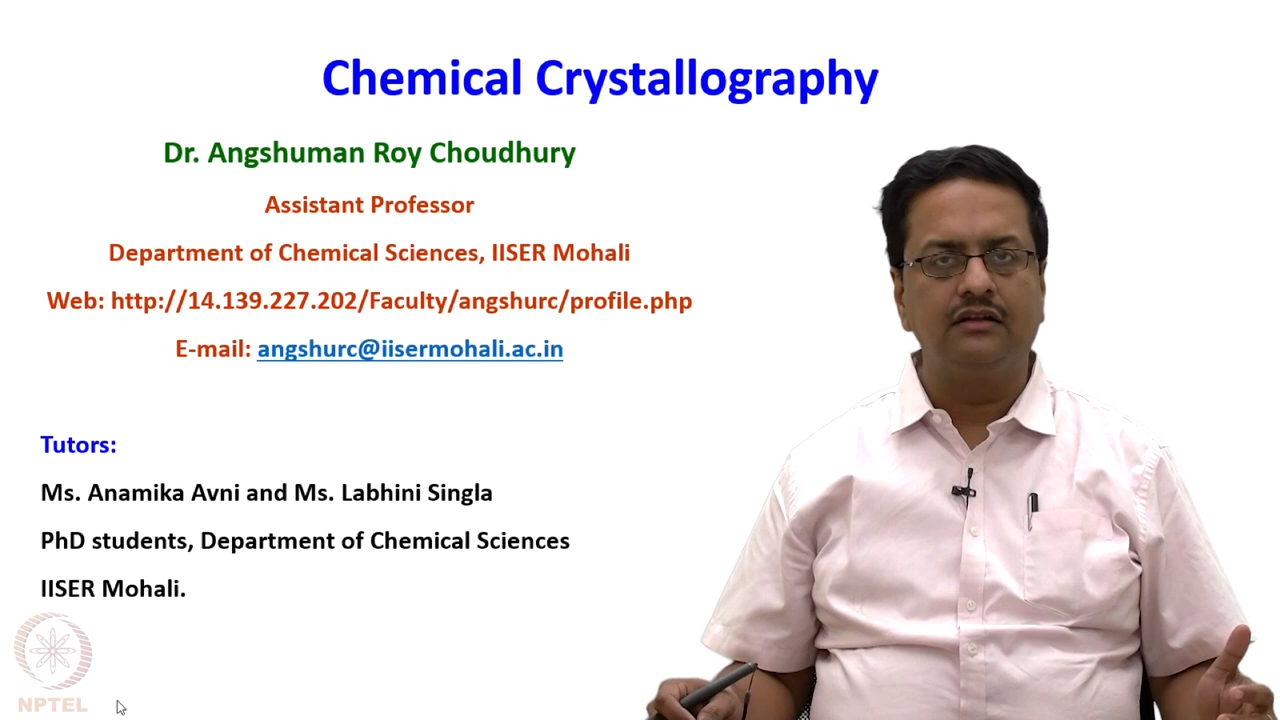 Chemical Crystallography
Dr. Angshuman Roy Choudhury
Assistant Professor
Department of Chemical Sciences, IISER Mohali
Web: http://14.139.227.202/Faculty/angshurc/profile.php
E-mail: angshurc@iisermohali.ac.in
Tutors:
Ms. Anamika Avni and Ms. Labhini Singla
PhD students, Department of Chemical Sciences
IISER Mohali.
NPTEL